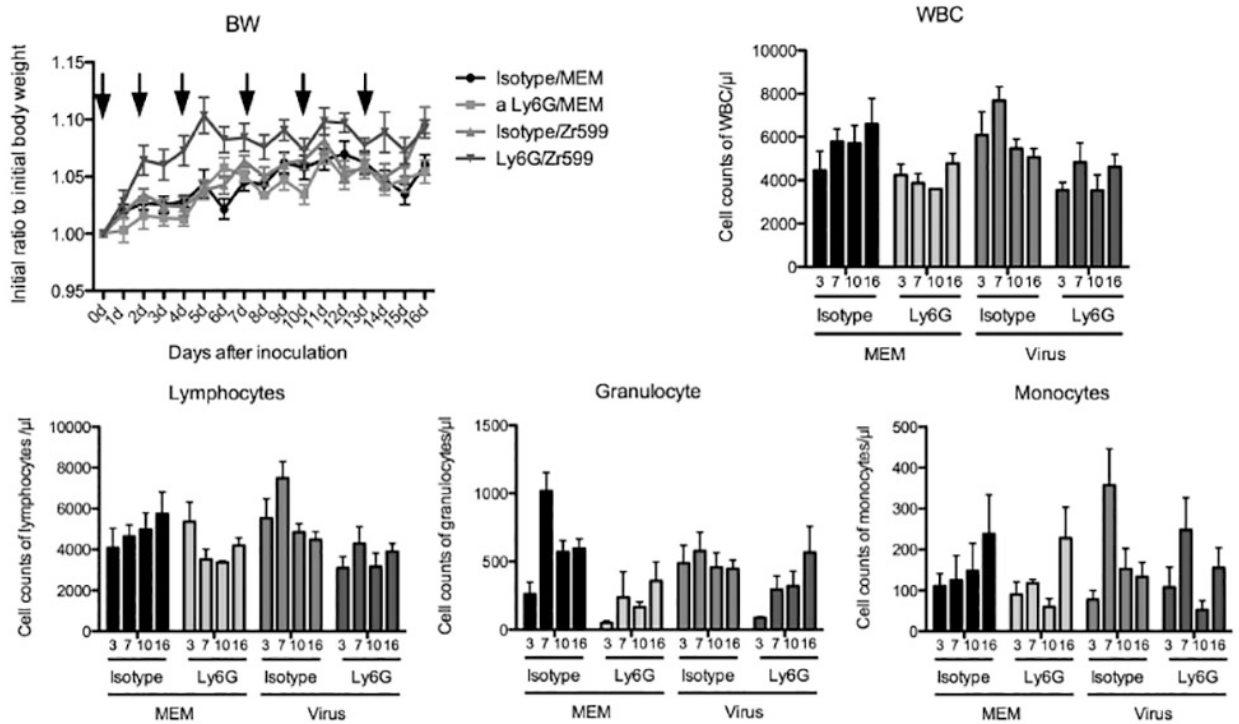 BW
Initial ratio to initial body weight
1.15
1.10
1.05
1.00
0.95
0d 1d 2d 3d 4d 5d 6d 7d 8d 9d 10d 11d 12d 13d 14d 15d 16d
Days after inoculation
Isotype/MEM
a Ly6G/MEM
Isotype/Zr599
Ly6G/Zr599
WBC
Cell counts of WBC/μl
10000
8000
6000
4000
2000
0
3 7 10 16 3 7 10 16 3 7 10 16 3 7 10 16
Isotype Ly6G Isotype Ly6G
MEM Virus
Lymphocytes
Cell counts of lymphocytes /μl
10000
8000
6000
4000
2000
0
3 7 10 16 3 7 10 16 3 7 10 16 3 7 10 16
Isotype Ly6G Isotype Ly6G
MEM Virus
Granulocyte
Cell counts of granulocytes/μl
1500
1000
500
0
3 7 10 16 3 7 10 16 3 7 10 16 3 7 10 16
Isotype Ly6G Isotype Ly6G
MEM Virus
Monocytes
Cell counts of monocytes/μl
500
400
300
200
100
0
3 7 10 16 3 7 10 16 3 7 10 16 3 7 10 16
Isotype Ly6G Isotype Ly6G
MEM Virus